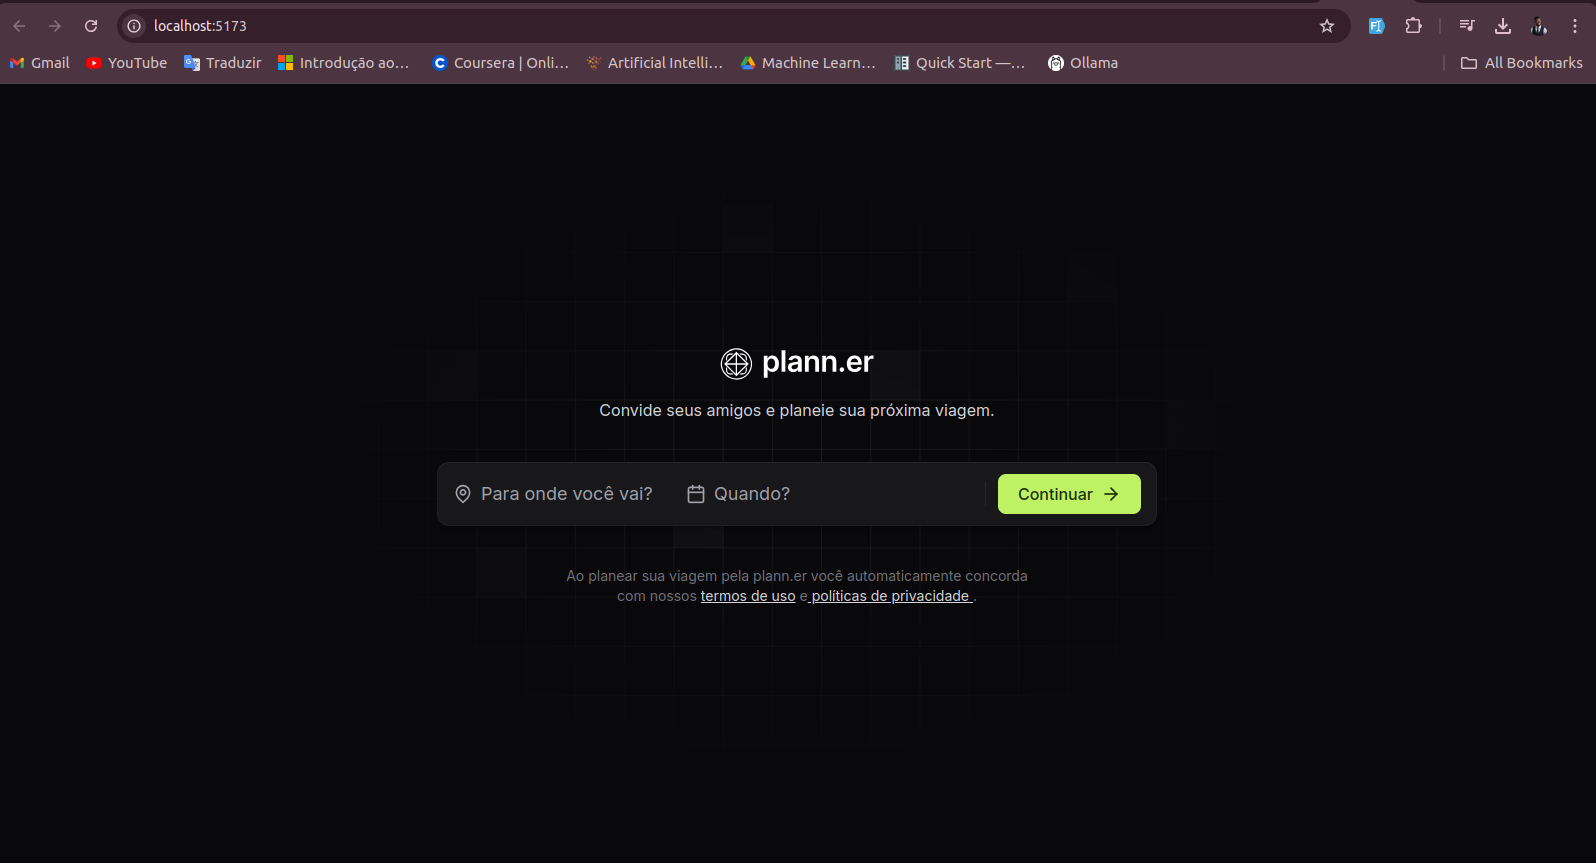 localhost:5173
Gmail YouTube Traduzir Introdução ao... Coursera | Onli... Artificial Intelli... Machine Learn... Quick Start —... Ollama All Bookmarks
plann.er
Convide seus amigos e planeie sua próxima viagem.
Para onde você vai? Quando? Continuar
Ao planear sua viagem pela plann.er você automaticamente concorda
com nossos termos de uso e políticas de privacidade .